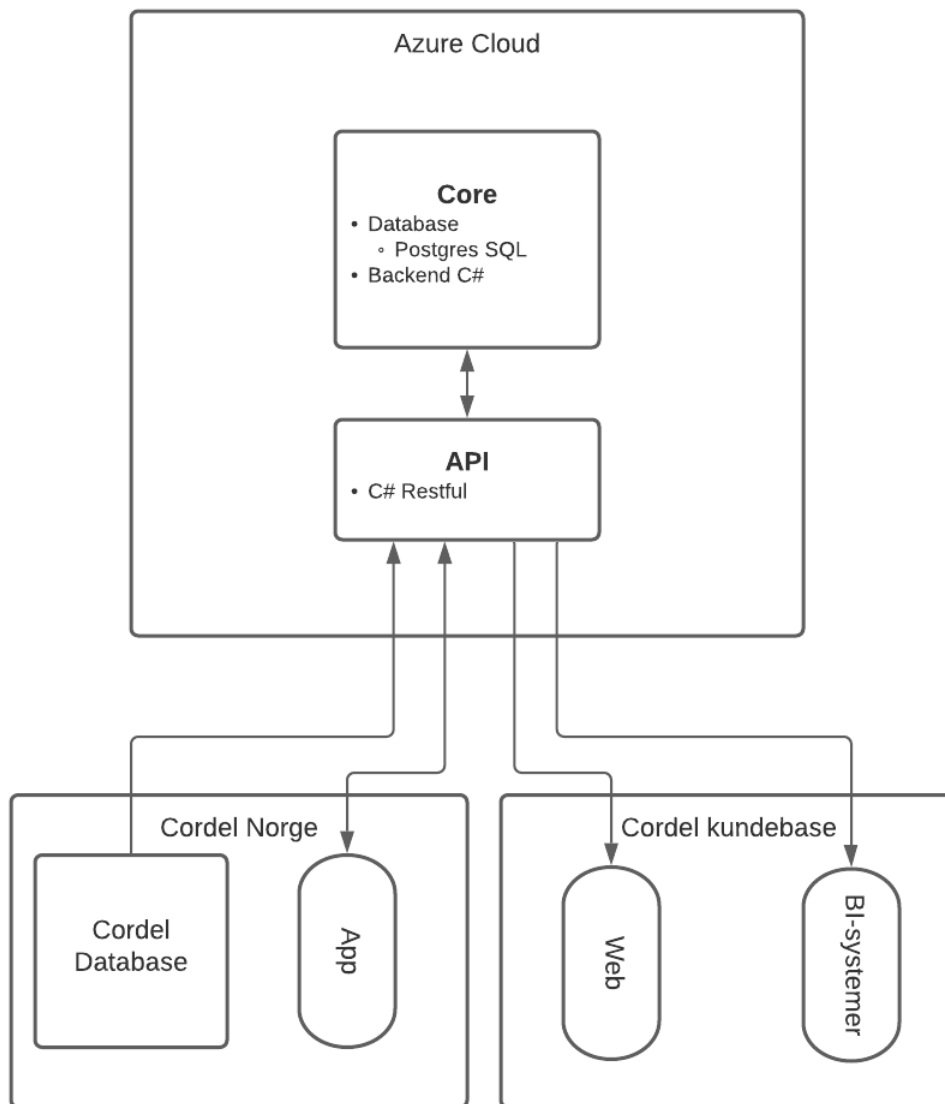 Azure Cloud
Core
• Database
◦ Postgres SQL
• Backend C#
API
• C# Restful
Cordel Norge
Cordel
Database
App
Cordel kundebase
Web
BI-systemer